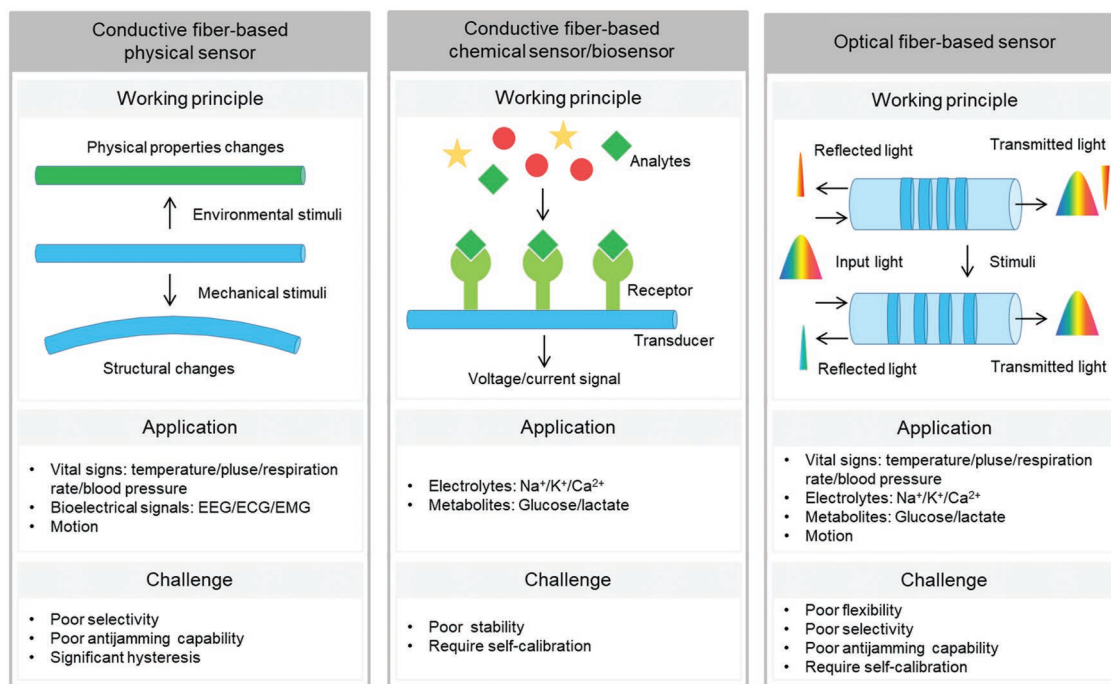 Conductive fiber-based
physical sensor
Working principle
Physical properties changes
Environmental stimuli
Mechanical stimuli
Structural changes
Application
• Vital signs: temperature/pluse/respiration
rate/blood pressure
• Bioelectrical signals: EEG/ECG/EMG
• Motion
Challenge
• Poor selectivity
• Poor antijamming capability
• Significant hysteresis
Conductive fiber-based
chemical sensor/biosensor
Working principle
Analytes
Receptor
Transducer
Voltage/current signal
Application
• Electrolytes: Na⁺/K⁺/Ca²⁺
• Metabolites: Glucose/lactate
Challenge
• Poor stability
• Require self-calibration
Optical fiber-based sensor
Working principle
Reflected light
Transmitted light
Input light
Stimuli
Reflected light
Transmitted light
Application
• Vital signs: temperature/pluse/respiration
rate/blood pressure
• Electrolytes: Na⁺/K⁺/Ca²⁺
• Metabolites: Glucose/lactate
• Motion
Challenge
• Poor flexibility
• Poor selectivity
• Poor antijamming capability
• Require self-calibration